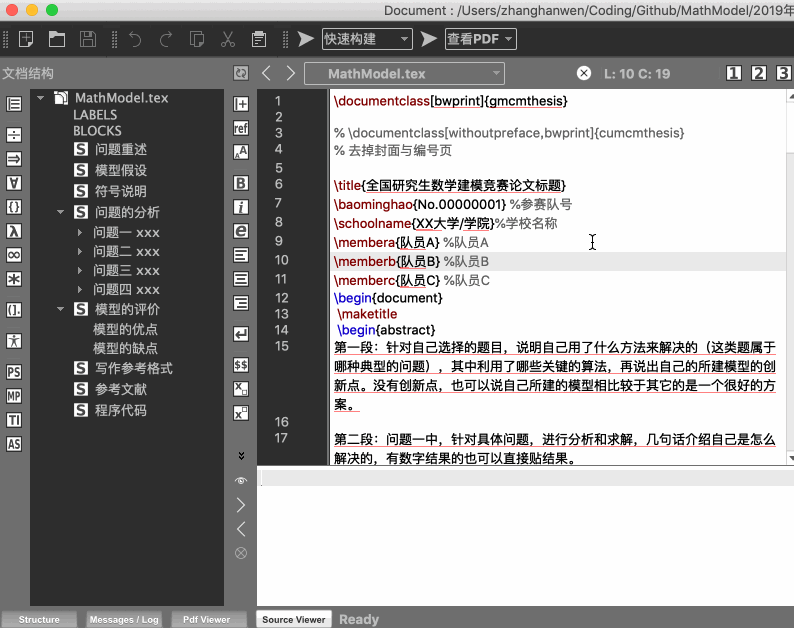 Document : /Users/zhanghanwen/Coding/Github/MathModel/2019年
快速构建
查看PDF
文档结构
MathModel.tex
L: 10 C: 19
1 2 3
MathModel.tex
LABELS
BLOCKS
S 问题重述
S 模型假设
S 符号说明
S 问题的分析
问题一 xxx
问题二 xxx
问题三 xxx
问题四 xxx
S 模型的评价
模型的优点
模型的缺点
S 写作参考格式
S 参考文献
S 程序代码
PS
MP
TI
AS
ref
B
i
e
$$
1 \documentclass[bwprint]{gmcmthesis}
2
3 % \documentclass[withoutpreface,bwprint]{cumcmthesis}
4 % 去掉封面与编号页
5
6 \title{全国研究生数学建模竞赛论文标题}
7 \baominghao{No.00000001} %参赛队号
8 \schoolname{XX大学/学院}%学校名称
9 \membera{队员A} %队员A
10 \memberb{队员B} %队员B
11 \memberc{队员C} %队员C
12 \begin{document}
13 \maketitle
14 \begin{abstract}
15 第一段：针对自己选择的题目，说明自己用了什么方法来解决的（这类题属于
哪种典型的问题），其中利用了哪些关键的算法，再说出自己的所建模型的创
新点。没有创新点，也可以说自己所建的模型相比较于其它的是一个很好的方
案。
16
17 第二段：问题一中，针对具体问题，进行分析和求解，几句话介绍自己是怎么
解决的，有数字结果的也可以直接贴结果。
Structure
Messages / Log
Pdf Viewer
Source Viewer
Ready